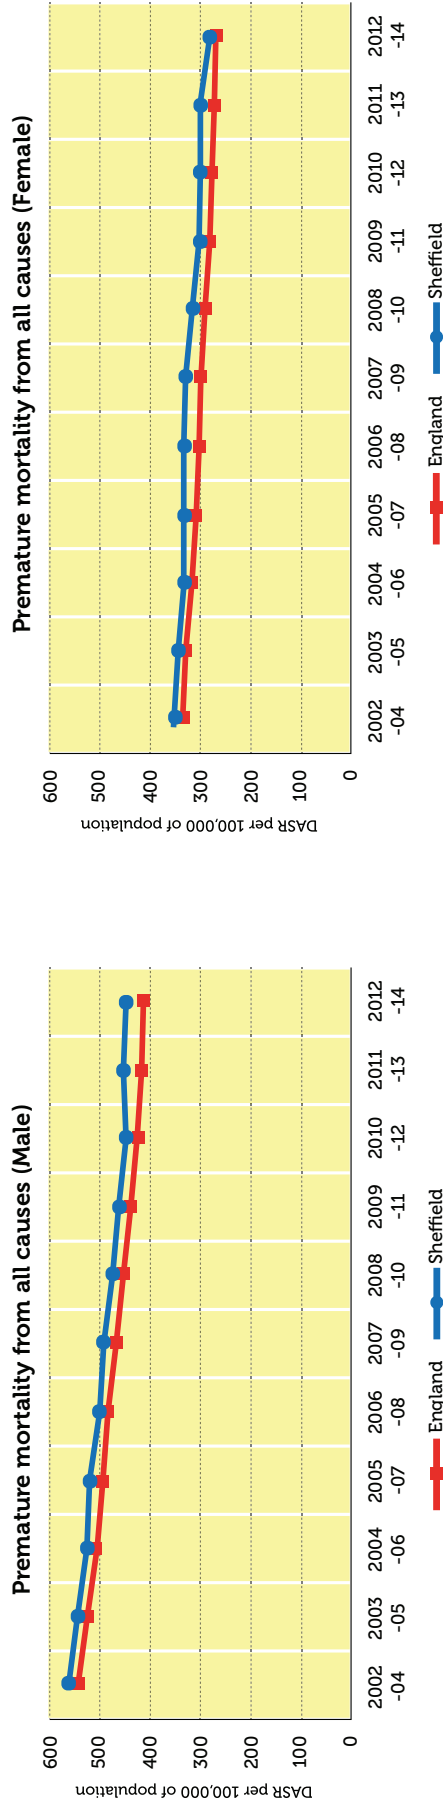 Premature mortality from all causes (Male)
DASR per 100,000 of population
600
500
400
300
200
100
0
2002 2003 2004 2005 2006 2007 2008 2009 2010 2011 2012
-04 -05 -06 -07 -08 -09 -10 -11 -12 -13 -14
England Sheffield
Premature mortality from all causes (Female)
DASR per 100,000 of population
600
500
400
300
200
100
0
2002 2003 2004 2005 2006 2007 2008 2009 2010 2011 2012
-04 -05 -06 -07 -08 -09 -10 -11 -12 -13 -14
England Sheffield